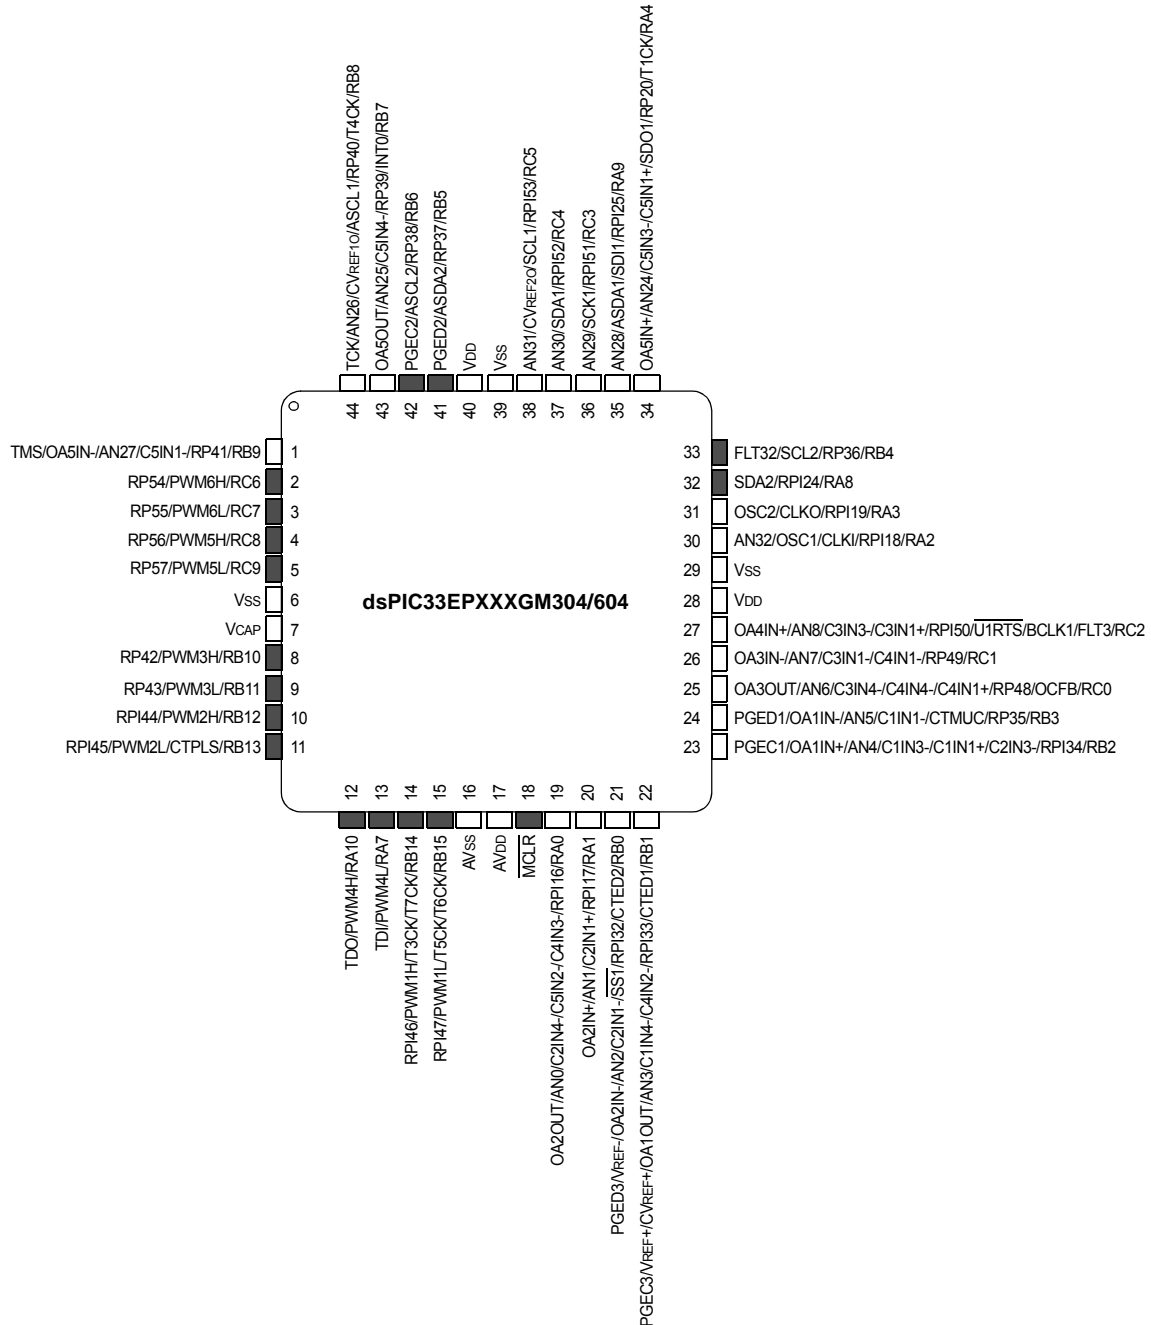 TCK/AN26/CVREF1O/ASCL1/RP40/T4CK/RB8
OA5OUT/AN25/C5IN4-/RP39/INT0/RB7
PGEC2/ASCL2/RP38/RB6
PGED2/ASDA2/RP37/RB5
VDD
VSS
AN31/CVREF2O/SCL1/RPI53/RC5
AN30/SDA1/RPI52/RC4
AN29/SCK1/RPI51/RC3
AN28/ASDA1/SDI1/RPI25/RA9
OA5IN+/AN24/C5IN3-/C5IN1+/SDO1/RP20/T1CK/RA4
44 43 42 41 40 39 38 37 36 35 34
TMS/OA5IN-/AN27/C5IN1-/RP41/RB9 1
RP54/PWM6H/RC6 2
RP55/PWM6L/RC7 3
RP56/PWM5H/RC8 4
RP57/PWM5L/RC9 5
VSS 6
VCAP 7
RP42/PWM3H/RB10 8
RP43/PWM3L/RB11 9
RPI44/PWM2H/RB12 10
RPI45/PWM2L/CTPLS/RB13 11
dsPIC33EPXXXGM304/604
33 FLT32/SCL2/RP36/RB4
32 SDA2/RPI24/RA8
31 OSC2/CLKO/RPI19/RA3
30 AN32/OSC1/CLKI/RPI18/RA2
29 VSS
28 VDD
27 OA4IN+/AN8/C3IN3-/C3IN1+/RPI50/U1RTS/BCLK1/FLT3/RC2
26 OA3IN-/AN7/C3IN1-/C4IN1-/RP49/RC1
25 OA3OUT/AN6/C3IN4-/C4IN4-/C4IN1+/RP48/OCFB/RC0
24 PGED1/OA1IN-/AN5/C1IN1-/CTMUC/RP35/RB3
23 PGEC1/OA1IN+/AN4/C1IN3-/C1IN1+/C2IN3-/RPI34/RB2
12 13 14 15 16 17 18 19 20 21 22
TDO/PWM4H/RA10
TDI/PWM4L/RA7
RPI46/PWM1H/T3CK/T7CK/RB14
RPI47/PWM1L/T5CK/T6CK/RB15
AVSS
AVDD
MCLR
OA2OUT/AN0/C2IN4-/C5IN2-/C4IN3-/RPI16/RA0
OA2IN+/AN1/C2IN1+/RPI17/RA1
PGED3/VREF-/OA2IN-/AN2/C2IN1-/SS1/RPI32/CTED2/RB0
PGEC3/VREF+/CVREF+/OA1OUT/AN3/C1IN4-/C4IN2-/RPI33/CTED1/RB1